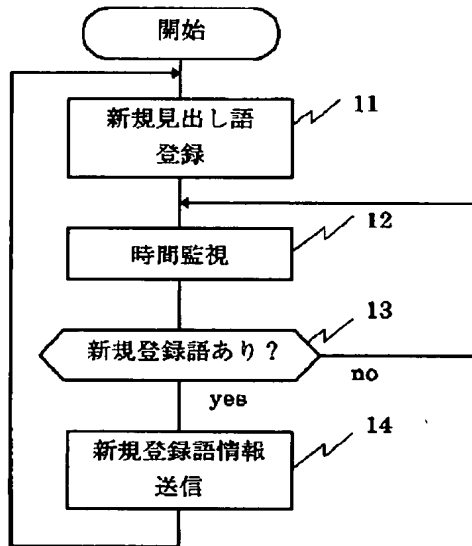 開始
新規見出し語
登録
11
時間監視
12
新規登録語あり？
13
no
yes
新規登録語情報
送信
14